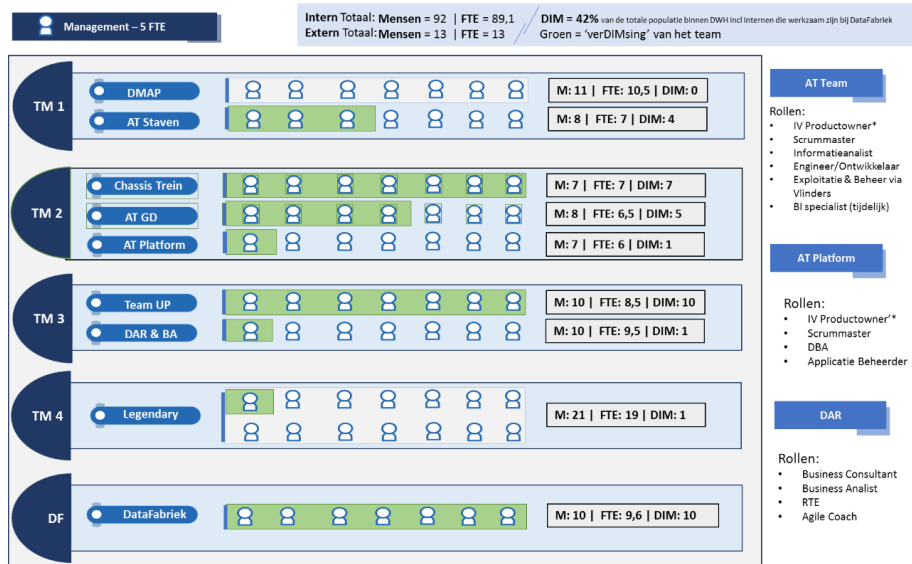 Management – 5 FTE
Intern Totaal: Mensen = 92 | FTE = 89,1
Extern Totaal: Mensen = 13 | FTE = 13
DIM = 42% van de totale populatie binnen DWH incl internen die werkzaam zijn bij DataFabriek
Groen = 'verDIMsing' van het team
TM 1
DMAP
M: 11 | FTE: 10,5 | DIM: 0
AT Staven
M: 8 | FTE: 7 | DIM: 4
TM 2
Chassis Trein
M: 7 | FTE: 7 | DIM: 7
AT GD
M: 8 | FTE: 6,5 | DIM: 5
AT Platform
M: 7 | FTE: 6 | DIM: 1
TM 3
Team UP
M: 10 | FTE: 8,5 | DIM: 10
DAR & BA
M: 10 | FTE: 9,5 | DIM: 1
TM 4
Legendary
M: 21 | FTE: 19 | DIM: 1
DF
DataFabriek
M: 10 | FTE: 9,6 | DIM: 10
AT Team
Rollen:
• IV Productowner*
• Scrummaster
• Informatieanalist
• Engineer/Ontwikkelaar
• Exploitatie & Beheer via
Vlinders
• BI specialist (tijdelijk)
AT Platform
Rollen:
• IV Productowner'*
• Scrummaster
• DBA
• Applicatie Beheerder
DAR
Rollen:
• Business Consultant
• Business Analist
• RTE
• Agile Coach